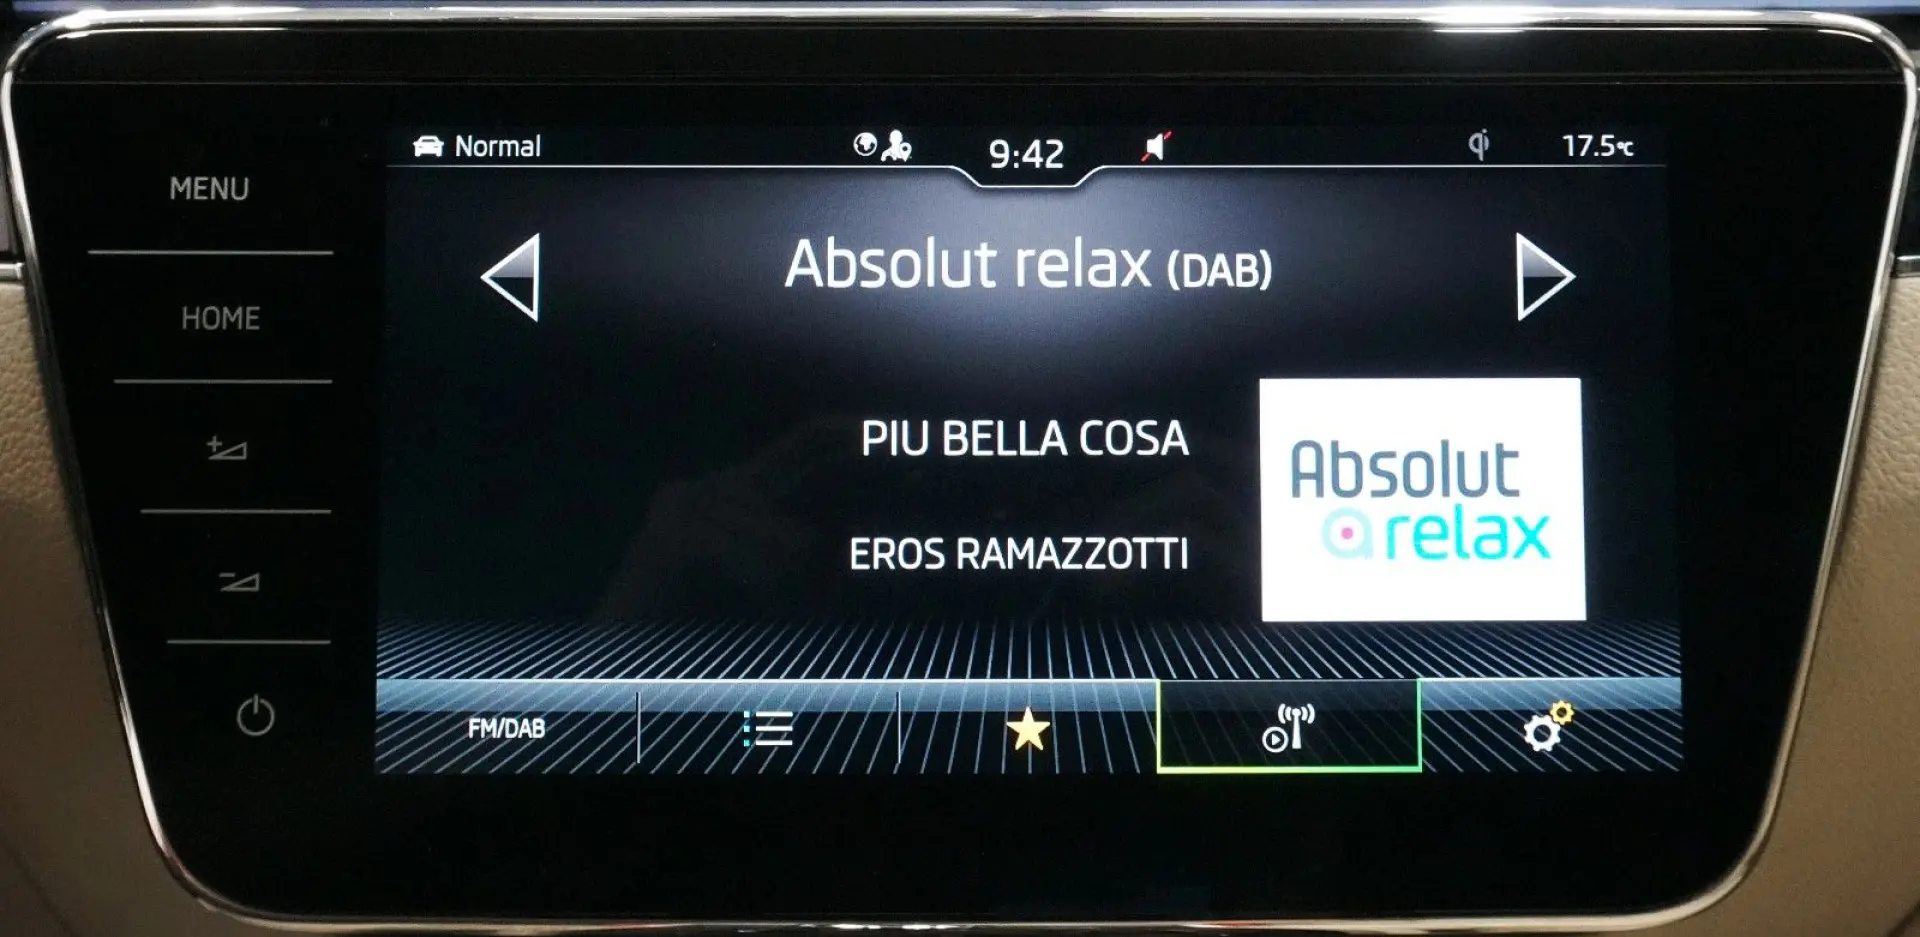 MENU
HOME
Normal
9:42
qi
17.5°C
Absolut relax (DAB)
PIU BELLA COSA
EROS RAMAZZOTTI
Absolut
relax
FM/DAB